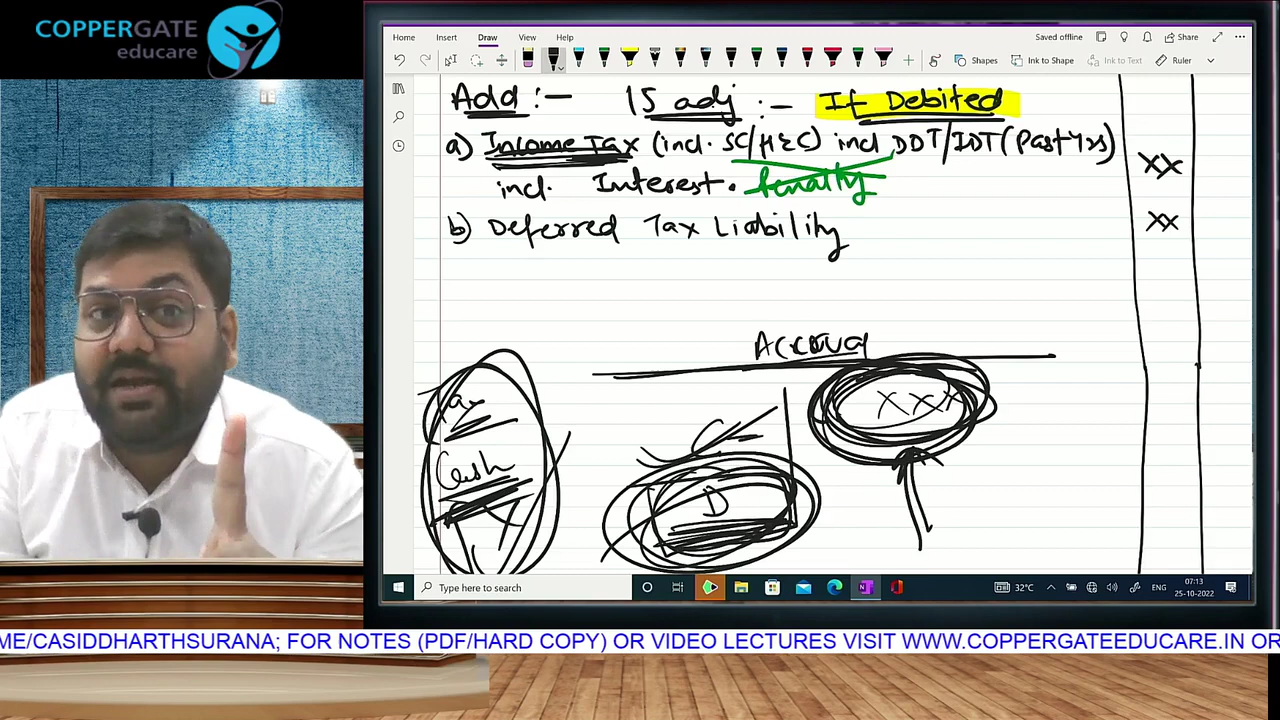 COPPERGATE
educare
Home Insert Draw View Help
Saved offline
Share
Shapes
Ink to Shape
Ink to Text
Ruler
Add :- 15 adj :- If Debited
a) Income Tax (incl. SC/HEC) incl DDT/IDT (Past Yrs) XX
incl. Interest. Penalty
b) Deferred Tax Liability XX
Accrual
Tax
XXX
Cash
D
Type here to search
32°C
ENG
07:13
25-10-2022
ME/CASIDDHARTHSURANA; FOR NOTES (PDF/HARD COPY) OR VIDEO LECTURES VISIT WWW.COPPERGATEEDUCARE.IN OR